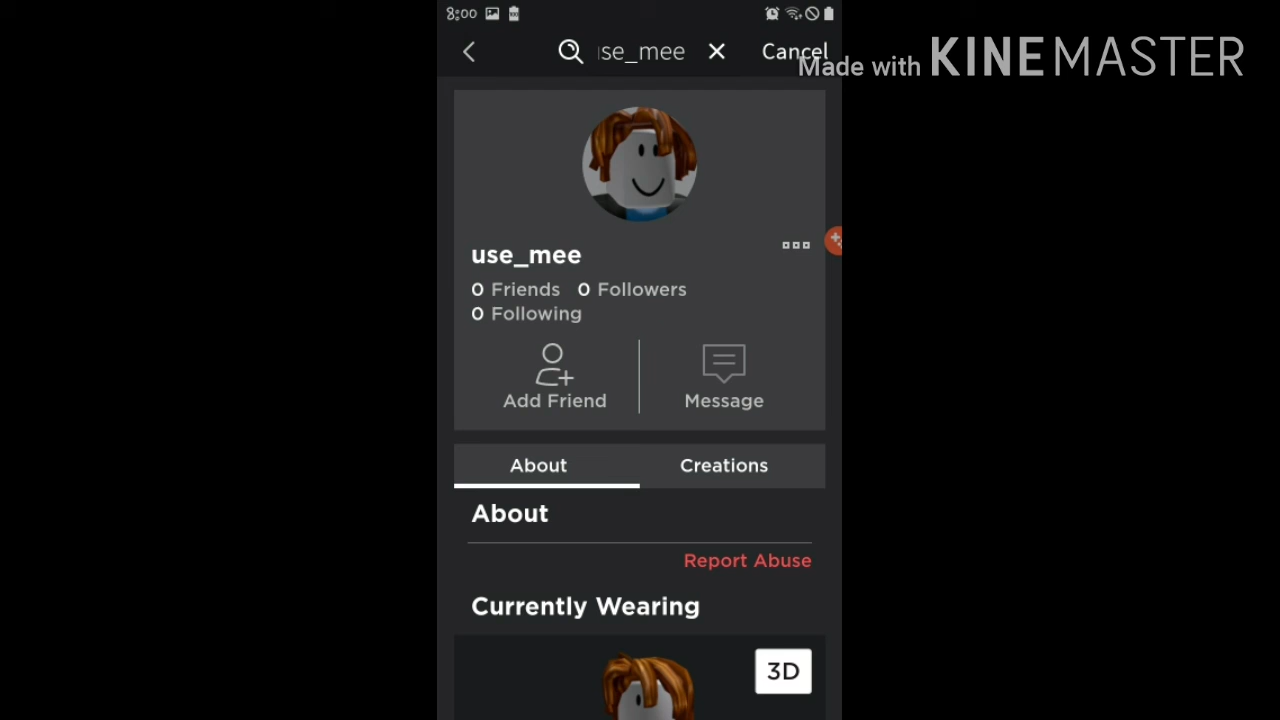 8:00
use_mee Cancel
Made with KINEMASTER
use_mee
0 Friends 0 Followers
0 Following
Add Friend Message
About Creations
About
Report Abuse
Currently Wearing
3D